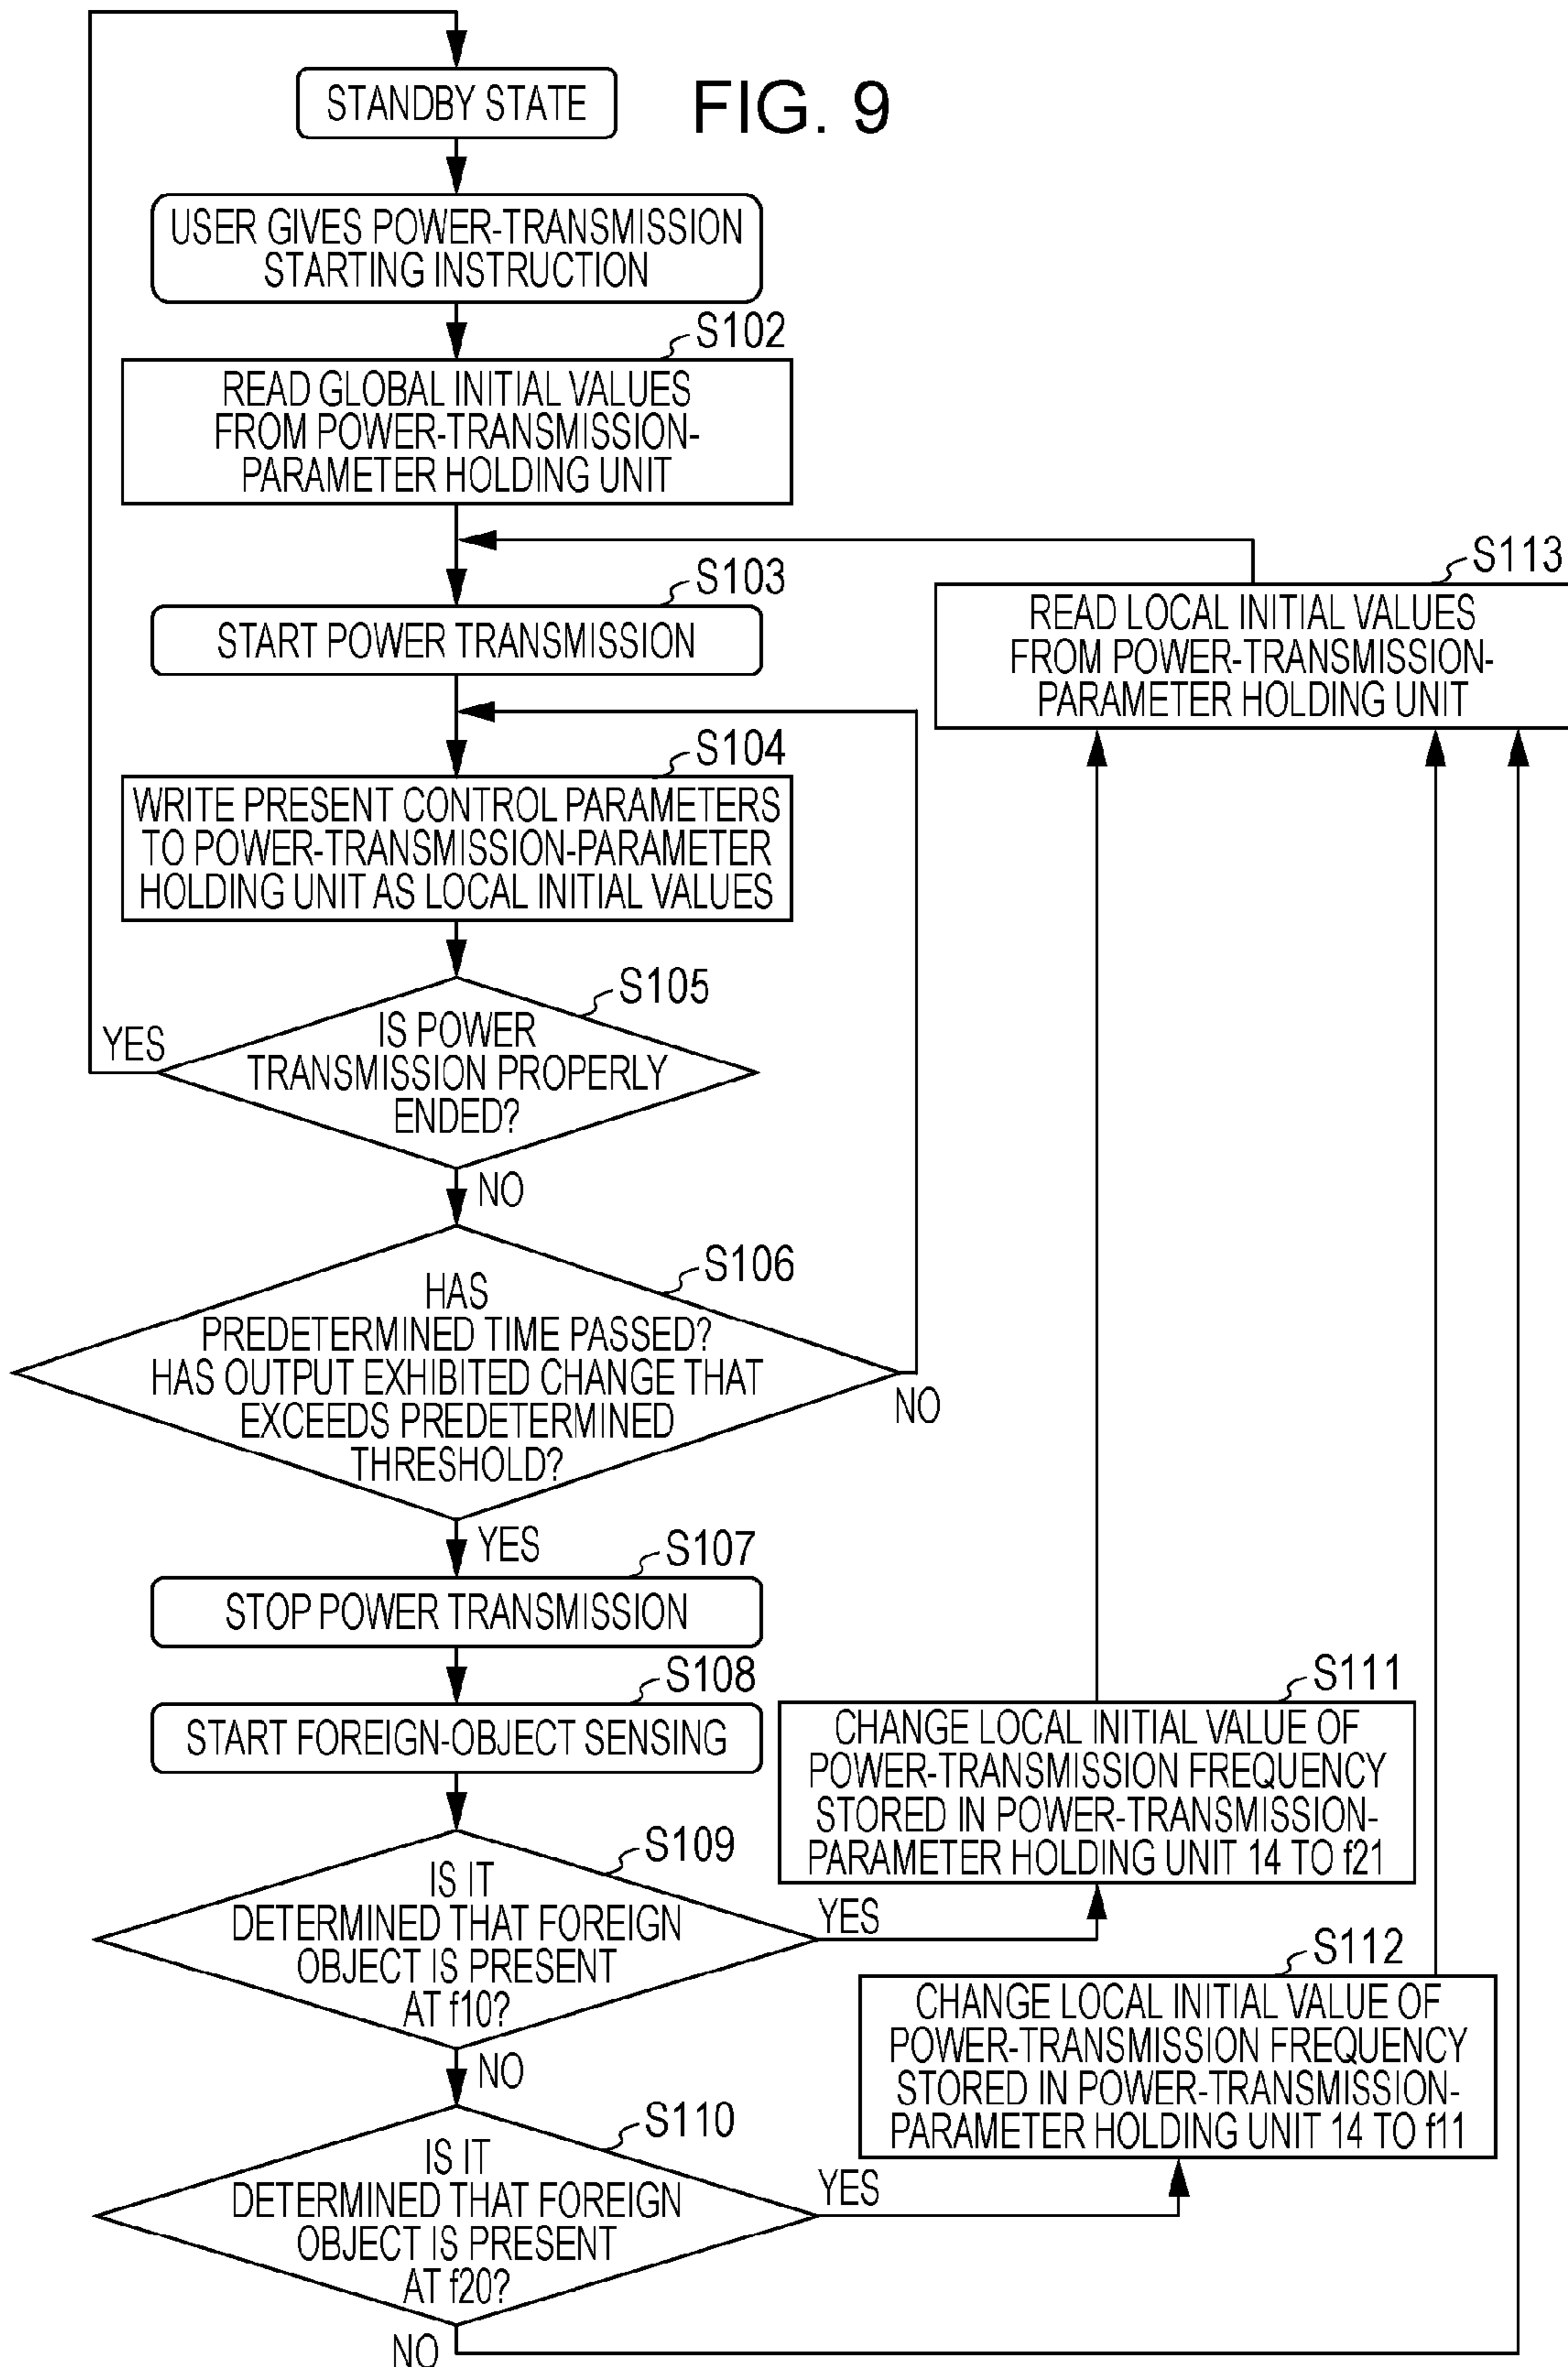 FIG. 9
STANDBY STATE
USER GIVES POWER-TRANSMISSION
STARTING INSTRUCTION
S102
READ GLOBAL INITIAL VALUES
FROM POWER-TRANSMISSION-
PARAMETER HOLDING UNIT
S103
START POWER TRANSMISSION
S113
READ LOCAL INITIAL VALUES
FROM POWER-TRANSMISSION-
PARAMETER HOLDING UNIT
S104
WRITE PRESENT CONTROL PARAMETERS
TO POWER-TRANSMISSION-PARAMETER
HOLDING UNIT AS LOCAL INITIAL VALUES
S105
IS POWER
TRANSMISSION PROPERLY
ENDED?
YES
NO
S106
HAS
PREDETERMINED TIME PASSED?
HAS OUTPUT EXHIBITED CHANGE THAT
EXCEEDS PREDETERMINED
THRESHOLD?
NO
YES
S107
STOP POWER TRANSMISSION
S108
START FOREIGN-OBJECT SENSING
S109
IS IT
DETERMINED THAT FOREIGN
OBJECT IS PRESENT
AT f10?
YES
NO
S111
CHANGE LOCAL INITIAL VALUE OF
POWER-TRANSMISSION FREQUENCY
STORED IN POWER-TRANSMISSION-
PARAMETER HOLDING UNIT 14 TO f21
S110
IS IT
DETERMINED THAT FOREIGN
OBJECT IS PRESENT
AT f20?
YES
NO
S112
CHANGE LOCAL INITIAL VALUE OF
POWER-TRANSMISSION FREQUENCY
STORED IN POWER-TRANSMISSION-
PARAMETER HOLDING UNIT 14 TO f11